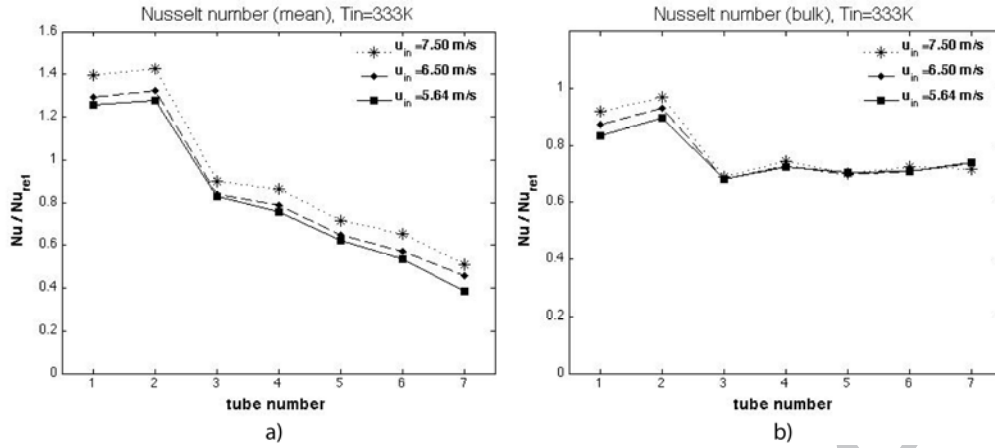 Nusselt number (mean), Tin=333K
1.6
1.4
1.2
1
0.8
0.6
0.4
0.2
0
Nu / Nu_ref
u_in =7.50 m/s
u_in =6.50 m/s
u_in =5.64 m/s
1 2 3 4 5 6 7
tube number
a)
Nusselt number (bulk), Tin=333K
1
0.8
0.6
0.4
0.2
0
Nu / Nu_ref
u_in =7.50 m/s
u_in =6.50 m/s
u_in =5.64 m/s
1 2 3 4 5 6 7
tube number
b)